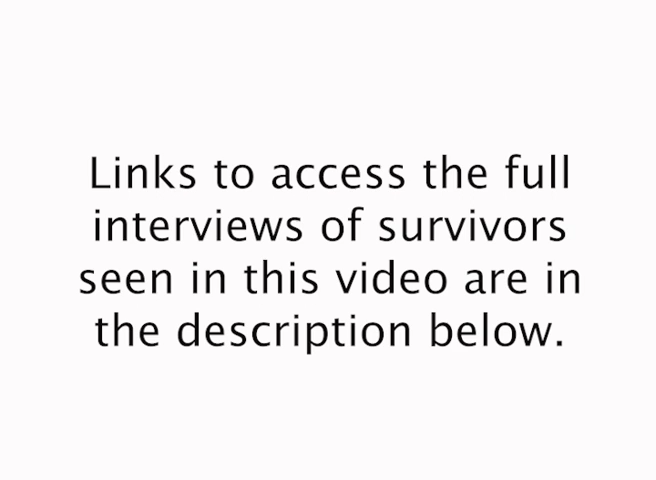 Links to access the full
interviews of survivors
seen in this video are in
the description below.